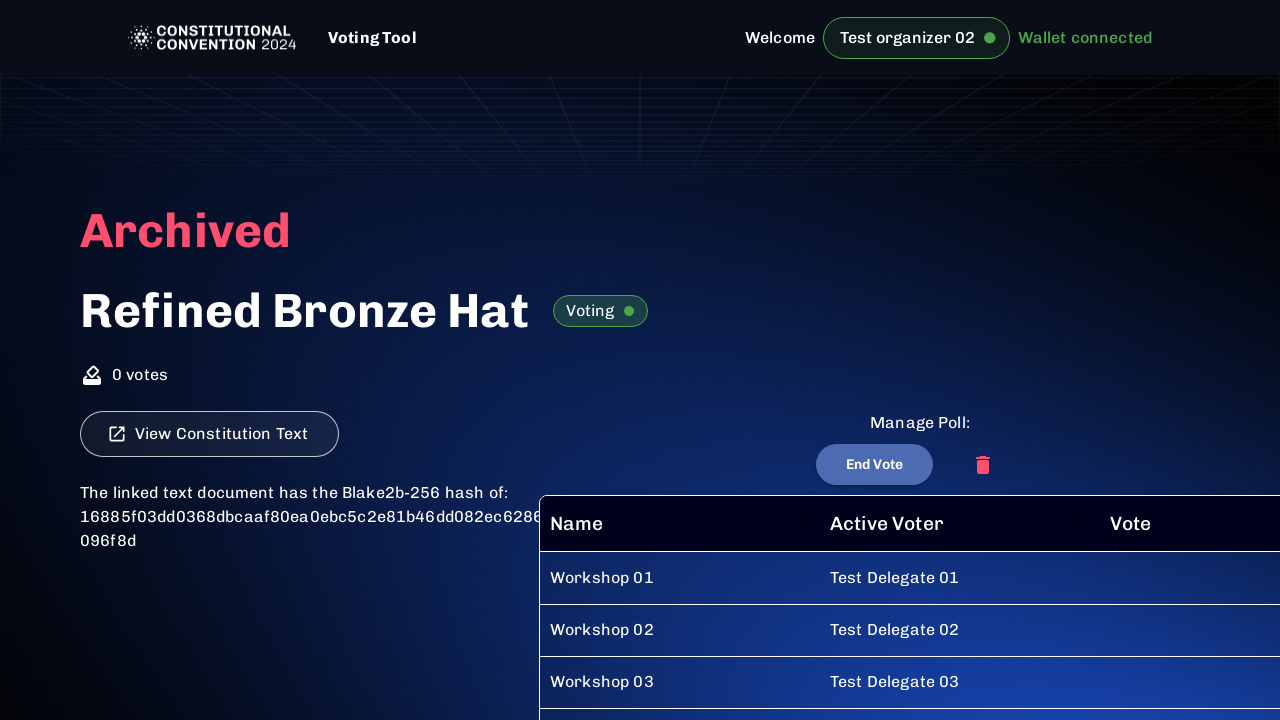 CONSTITUTIONAL
CONVENTION 2024
Voting Tool
Welcome
Test organizer 02
Wallet connected
Archived
Refined Bronze Hat
Voting
0 votes
View Constitution Text
Manage Poll:
End Vote
The linked text document has the Blake2b-256 hash of:
16885f03dd0368dbcaaf80ea0ebc5c2e81b46dd082ec6286
096f8d
Name Active Voter Vote
Workshop 01 Test Delegate 01
Workshop 02 Test Delegate 02
Workshop 03 Test Delegate 03